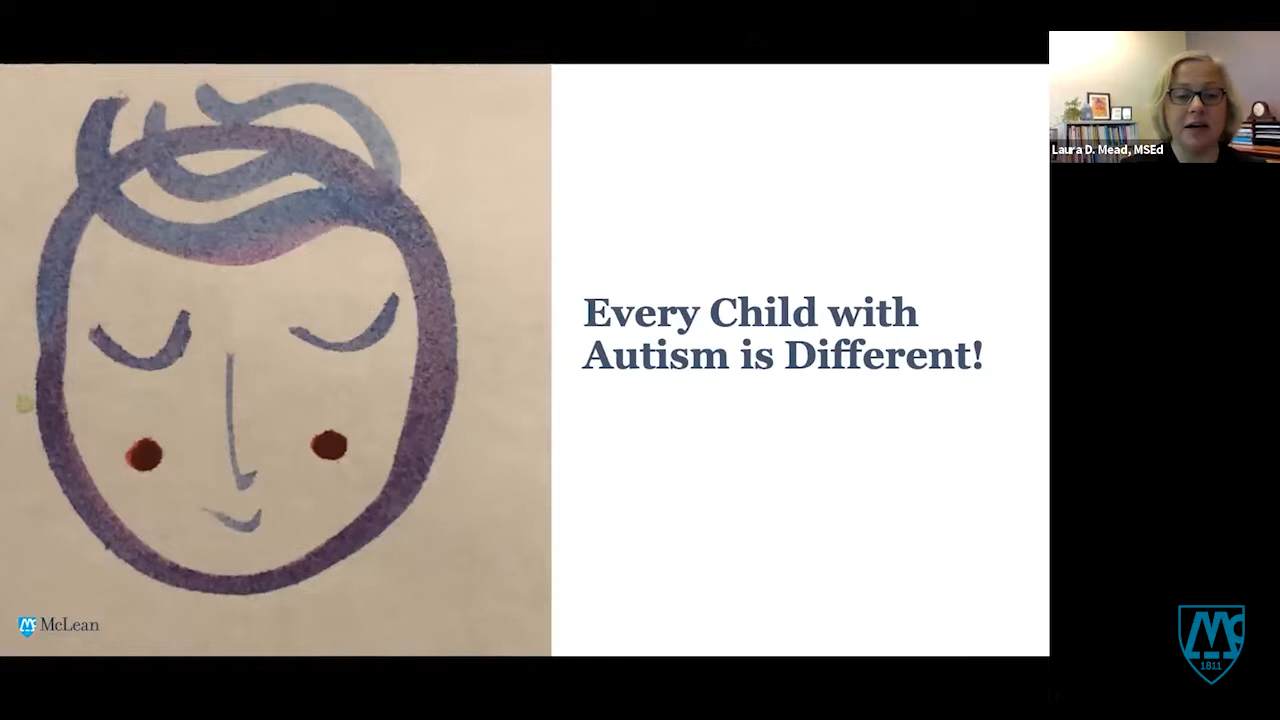 Every Child with
Autism is Different!
Laura D. Mead, MSEd
McLean
1811